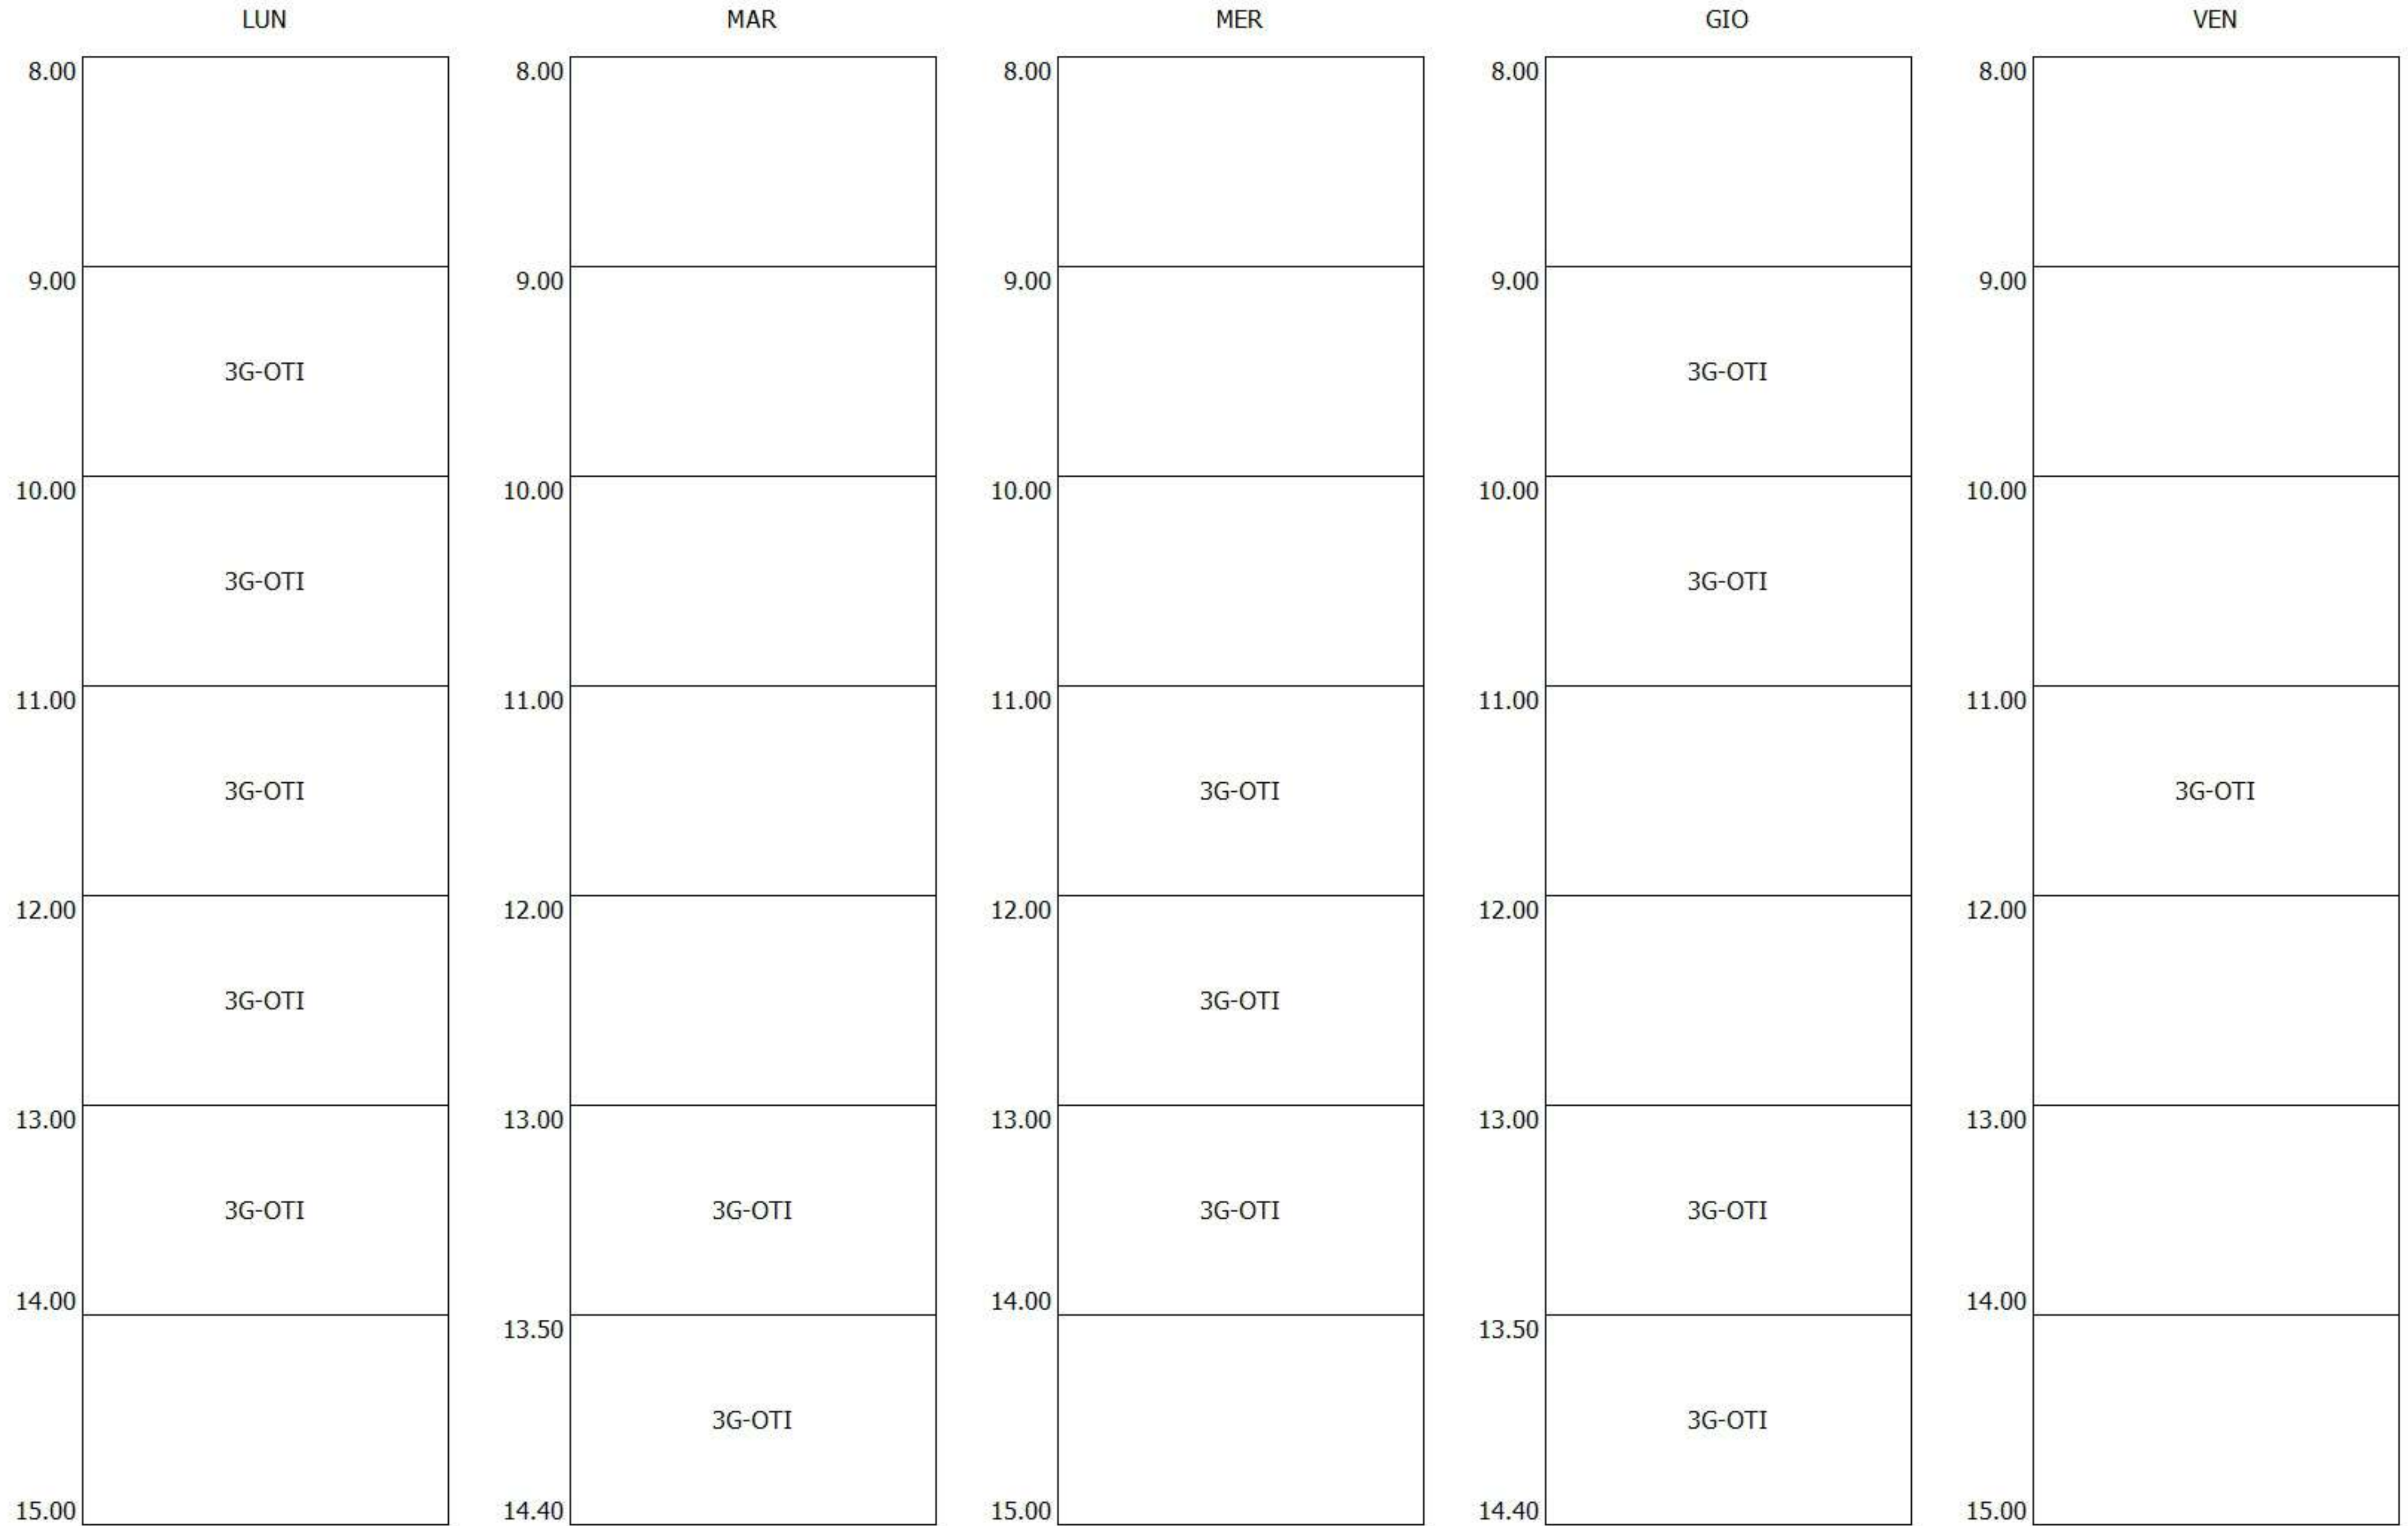 LUN MAR MER GIO VEN
8.00 8.00 8.00 8.00 8.00
9.00 9.00 9.00 9.00 9.00
3G-OTI 3G-OTI
10.00 10.00 10.00 10.00 10.00
3G-OTI 3G-OTI
11.00 11.00 11.00 11.00 11.00
3G-OTI 3G-OTI 3G-OTI
12.00 12.00 12.00 12.00 12.00
3G-OTI 3G-OTI
13.00 13.00 13.00 13.00 13.00
3G-OTI 3G-OTI 3G-OTI 3G-OTI
14.00 14.00 14.00
13.50 13.50
3G-OTI 3G-OTI
15.00 14.40 15.00 14.40 15.00